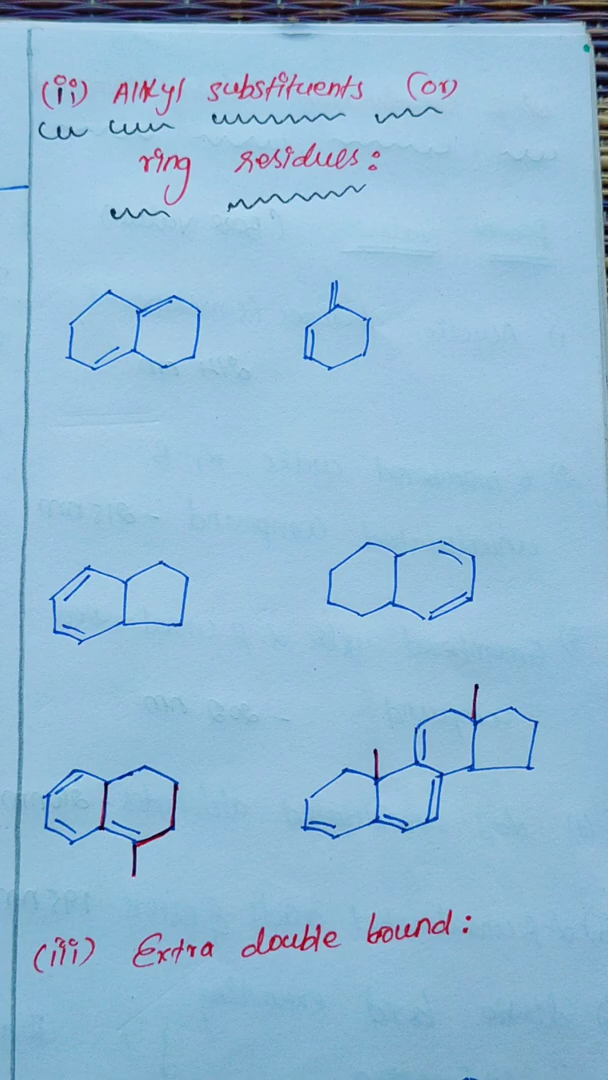 (ii) Alkyl substituents (or)
ring residues:
(iii) Extra double bound: